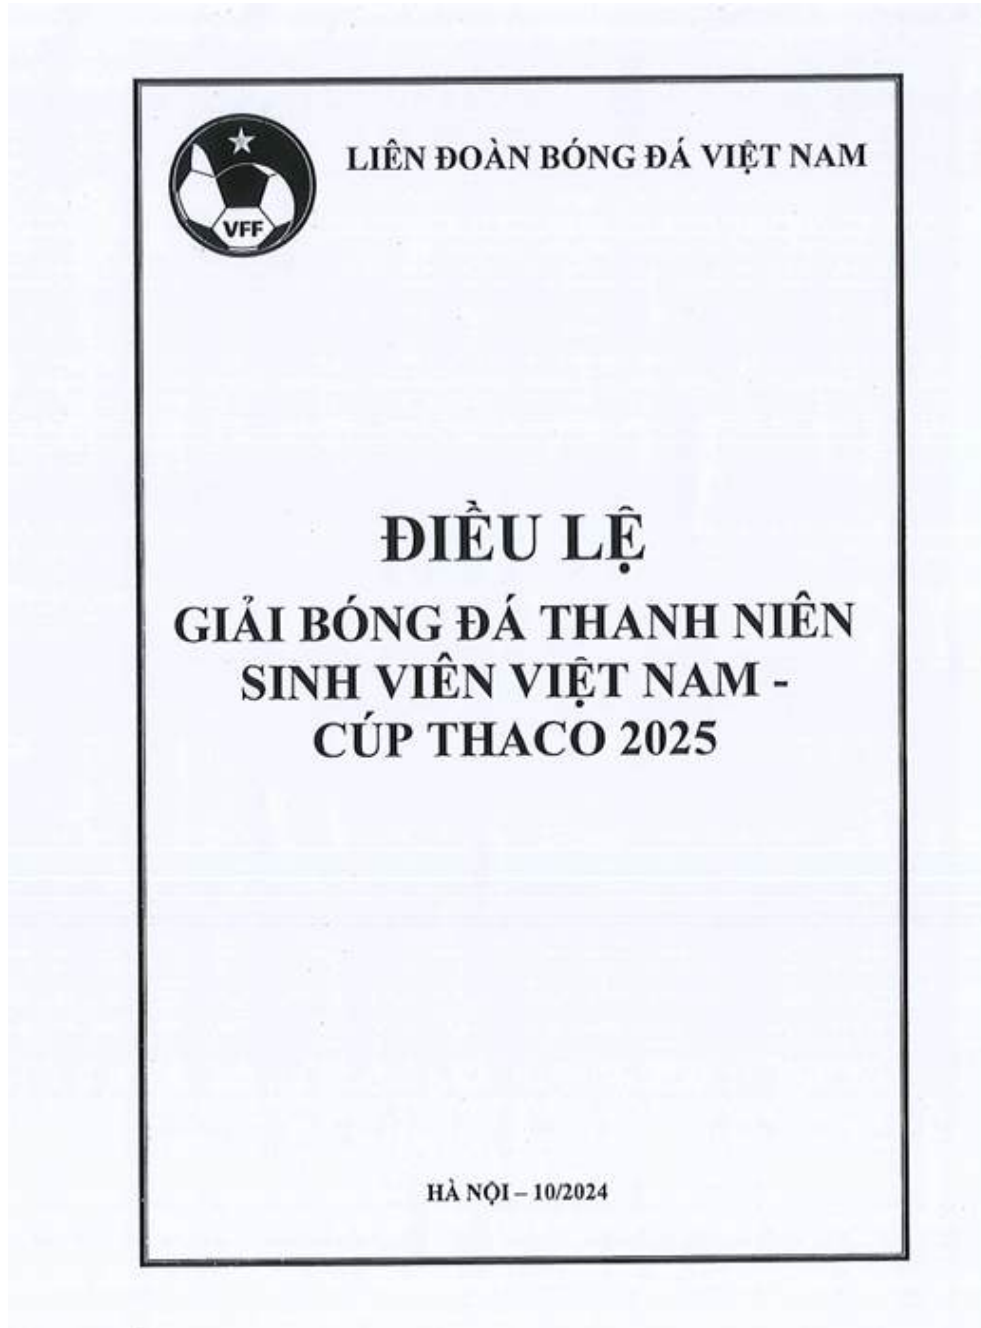 LIÊN ĐOÀN BÓNG ĐÁ VIỆT NAM
VFF
ĐIỀU LỆ
GIẢI BÓNG ĐÁ THANH NIÊN
SINH VIÊN VIỆT NAM -
CÚP THACO 2025
HÀ NỘI – 10/2024